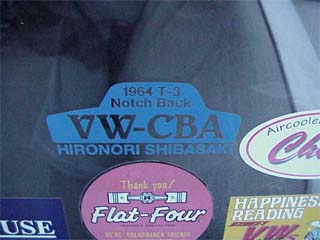 1964 T-3
Notch Back
VW-CBA
HIRONORI SHIBASAKI
Aircooled
Thank you!
Flat-Four
WE'RE VOLKSWAGEN FRIENDS
HAPPINESS
READING
VW
USE